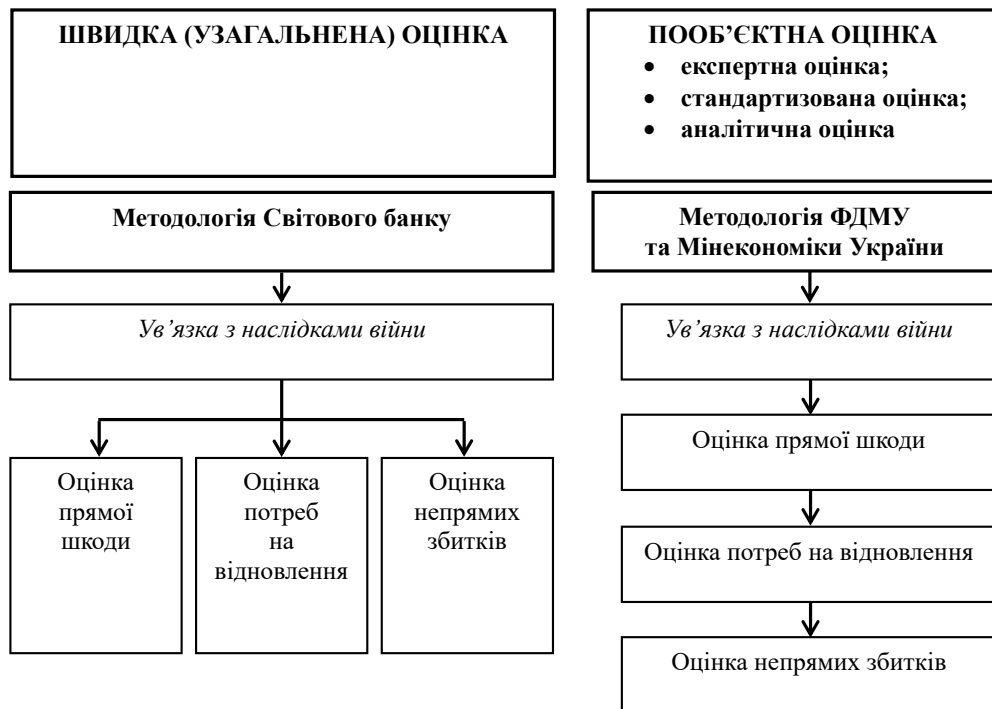 ШВИДКА (УЗАГАЛЬНЕНА) ОЦІНКА
ПООБ’ЄКТНА ОЦІНКА
• експертна оцінка;
• стандартизована оцінка;
• аналітична оцінка
Методологія Світового банку
Методологія ФДМУ
та Мінекономіки України
Ув’язка з наслідками війни
Ув’язка з наслідками війни
Оцінка
прямої
шкоди
Оцінка
потреб
на
відновлення
Оцінка
непрямих
збитків
Оцінка прямої шкоди
Оцінка потреб на відновлення
Оцінка непрямих збитків